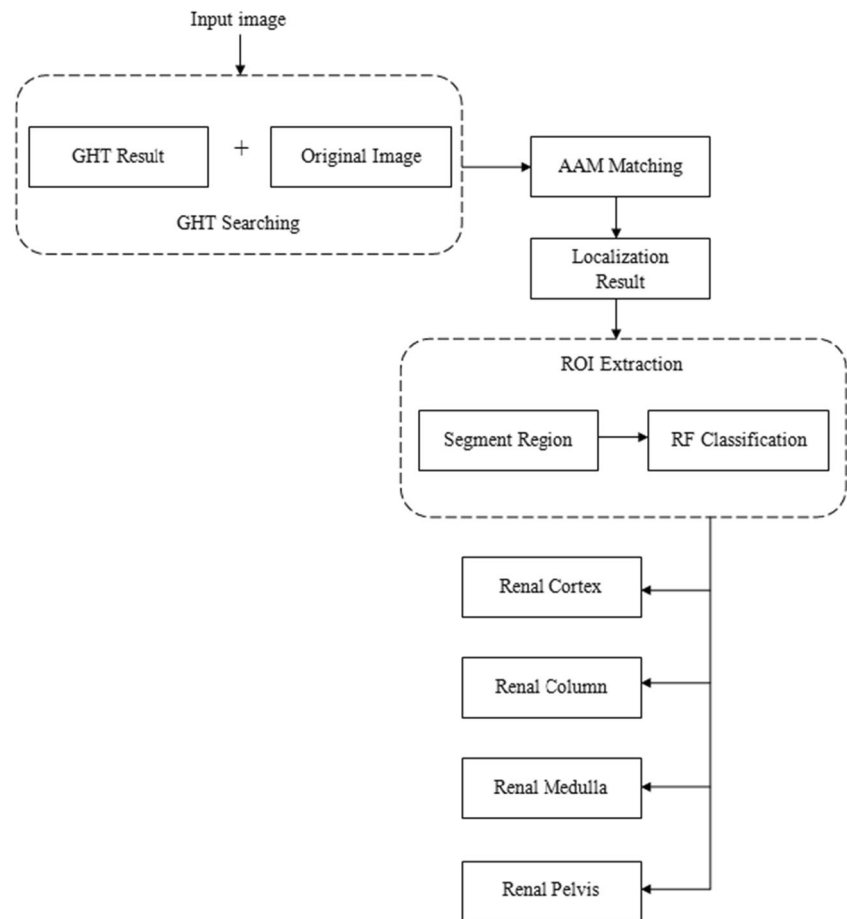 Input image
GHT Result
+
Original Image
GHT Searching
AAM Matching
Localization
Result
ROI Extraction
Segment Region
RF Classification
Renal Cortex
Renal Column
Renal Medulla
Renal Pelvis